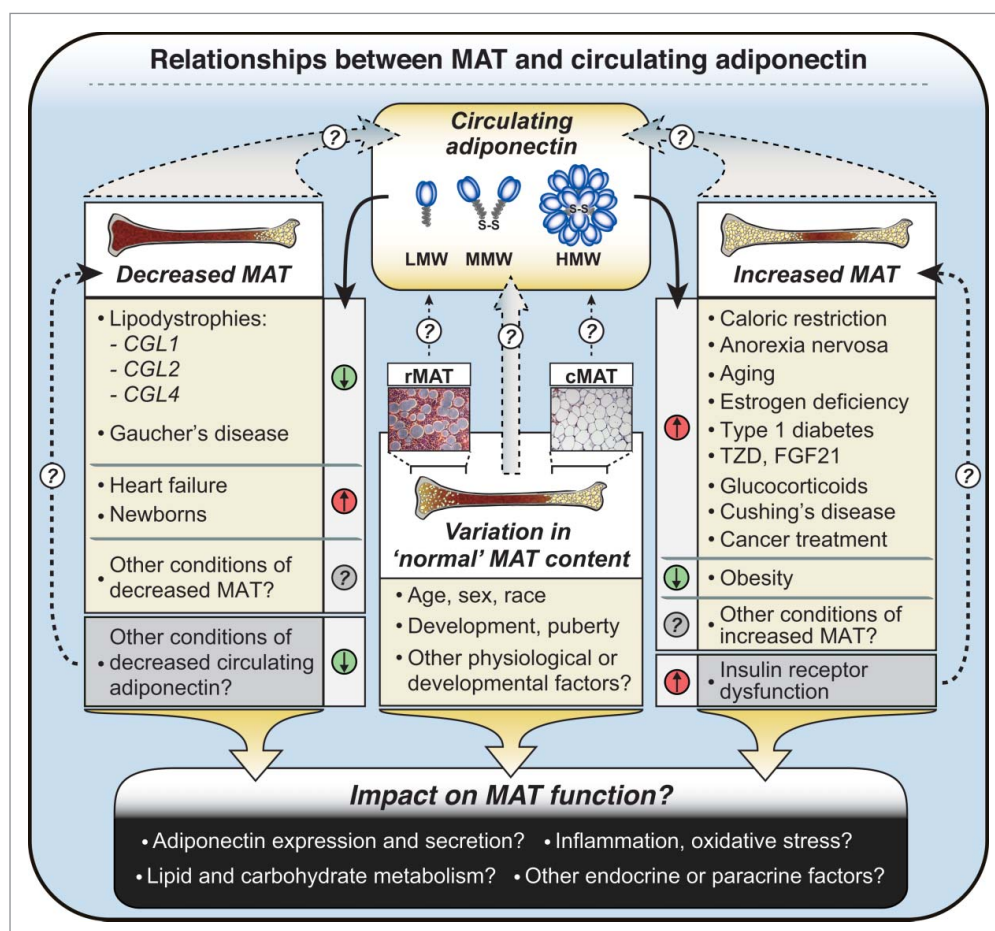 Relationships between MAT and circulating adiponectin
?
Circulating
adiponectin
?
S-S
S-S
LMW
MMW
HMW
Decreased MAT
• Lipodystrophies:
- CGL1
- CGL2
- CGL4
• Gaucher's disease
• Heart failure
• Newborns
• Other conditions of
decreased MAT?
?
Other conditions of
• decreased circulating
adiponectin?
?
?
?
?
rMAT
cMAT
Variation in
'normal' MAT content
• Age, sex, race
• Development, puberty
• Other physiological or
developmental factors?
Increased MAT
• Caloric restriction
• Anorexia nervosa
• Aging
• Estrogen deficiency
• Type 1 diabetes
• TZD, FGF21
• Glucocorticoids
• Cushing's disease
• Cancer treatment
• Obesity
?
• Other conditions of
increased MAT?
• Insulin receptor
dysfunction
?
Impact on MAT function?
• Adiponectin expression and secretion? • Inflammation, oxidative stress?
• Lipid and carbohydrate metabolism? • Other endocrine or paracrine factors?